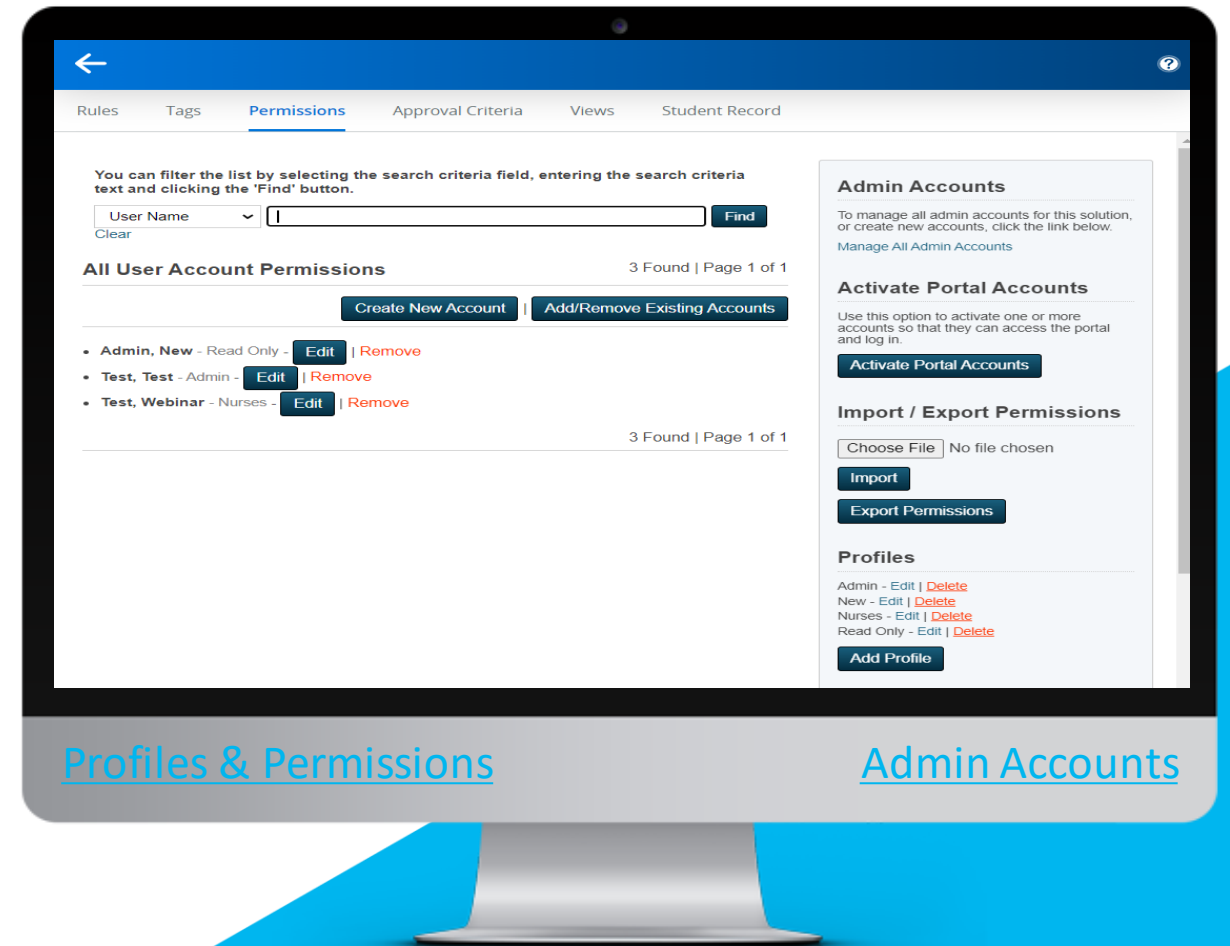 Rules Tags Permissions Approval Criteria Views Student Record
You can filter the list by selecting the search criteria field, entering the search criteria
text and clicking the 'Find' button.
User Name Find
Clear
All User Account Permissions 3 Found | Page 1 of 1
Create New Account | Add/Remove Existing Accounts
• Admin, New - Read Only - Edit | Remove
• Test, Test - Admin - Edit | Remove
• Test, Webinar - Nurses - Edit | Remove
3 Found | Page 1 of 1
Admin Accounts
To manage all admin accounts for this solution,
or create new accounts, click the link below.
Manage All Admin Accounts
Activate Portal Accounts
Use this option to activate one or more
accounts so that they can access the portal
and log in.
Activate Portal Accounts
Import / Export Permissions
Choose File No file chosen
Import
Export Permissions
Profiles
Admin - Edit | Delete
New - Edit | Delete
Nurses - Edit | Delete
Read Only - Edit | Delete
Add Profile
Profiles & Permissions
Admin Accounts